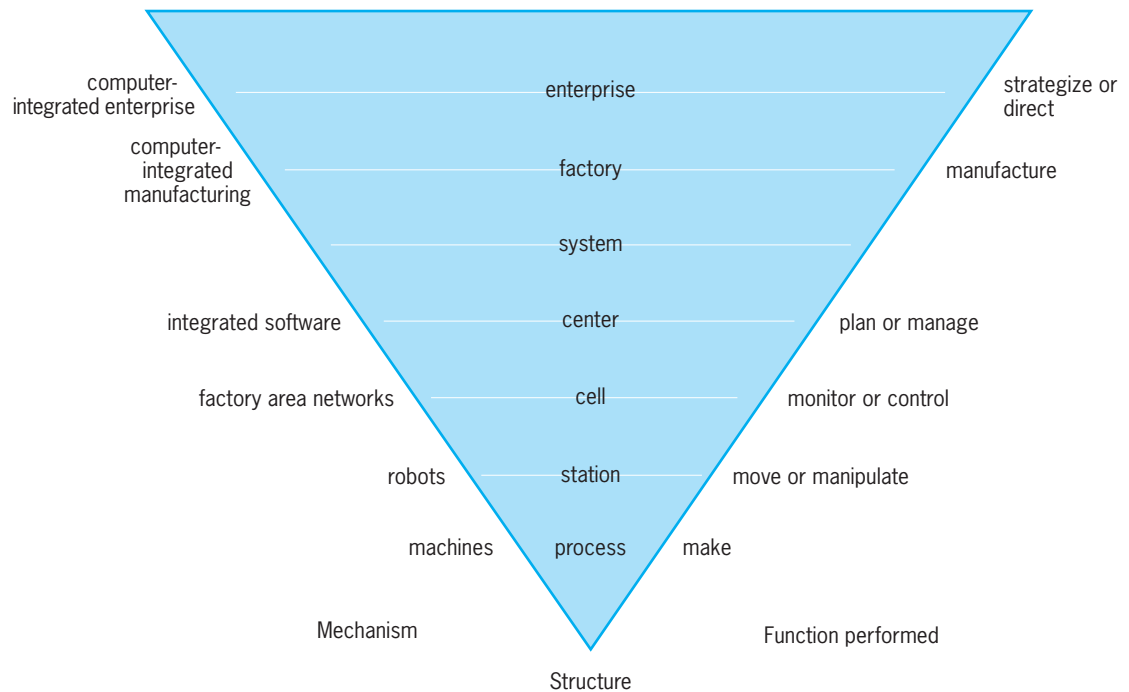 computer-
integrated enterprise
enterprise
strategize or
direct
computer-
integrated
manufacturing
factory
manufacture
system
integrated software
center
plan or manage
factory area networks
cell
monitor or control
robots
station
move or manipulate
machines
process
make
Mechanism
Function performed
Structure